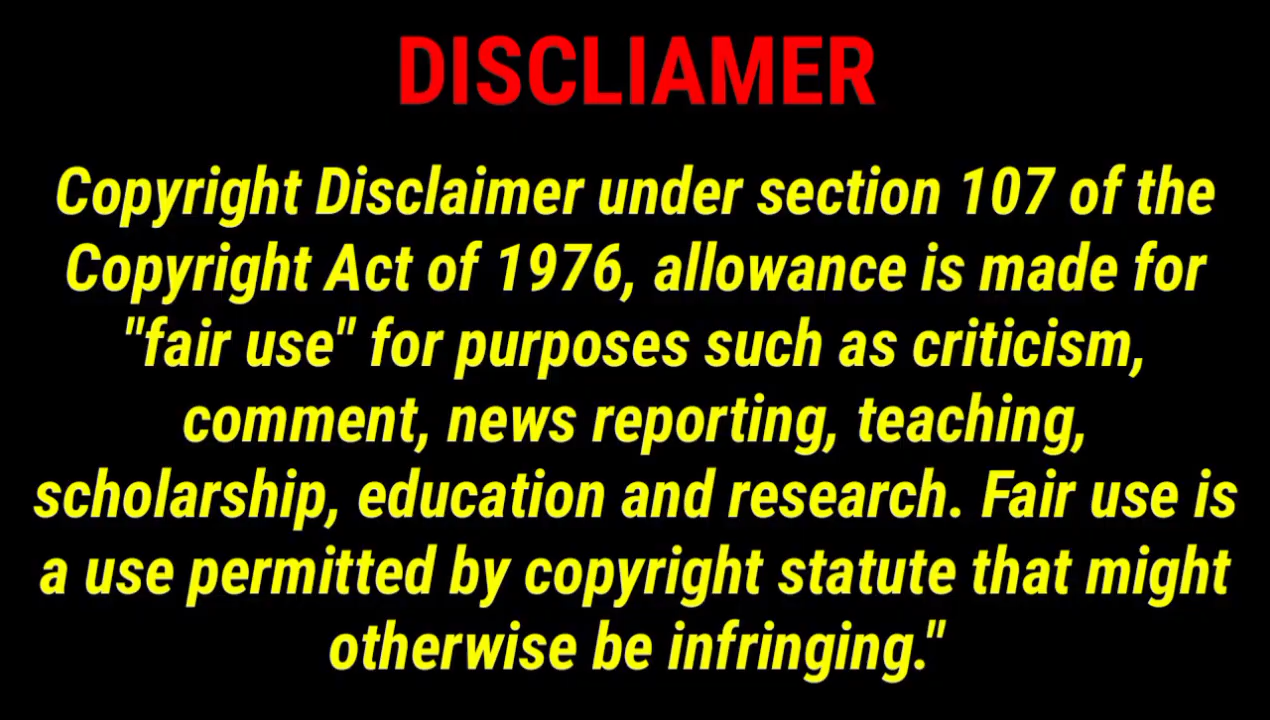 DISCLIAMER
Copyright Disclaimer under section 107 of the
Copyright Act of 1976, allowance is made for
"fair use" for purposes such as criticism,
comment, news reporting, teaching,
scholarship, education and research. Fair use is
a use permitted by copyright statute that might
otherwise be infringing."